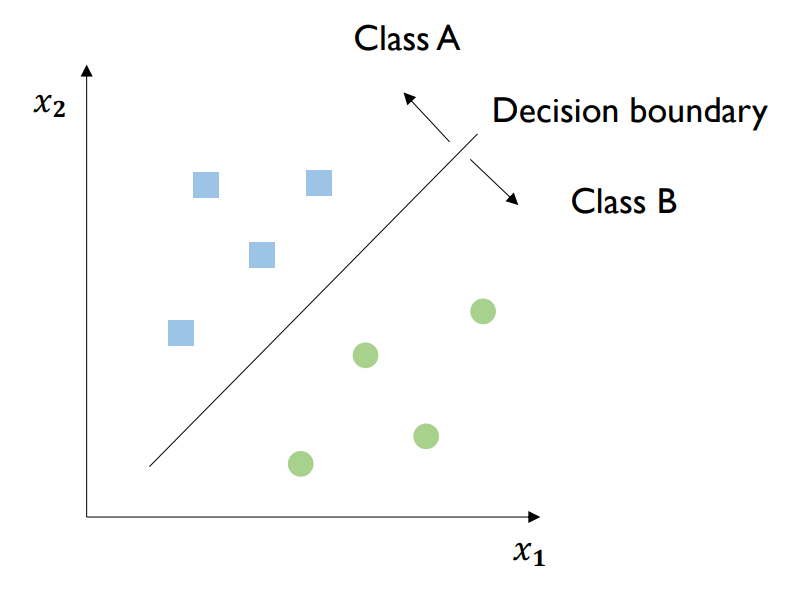 Class A
x₂
Decision boundary
Class B
x₁